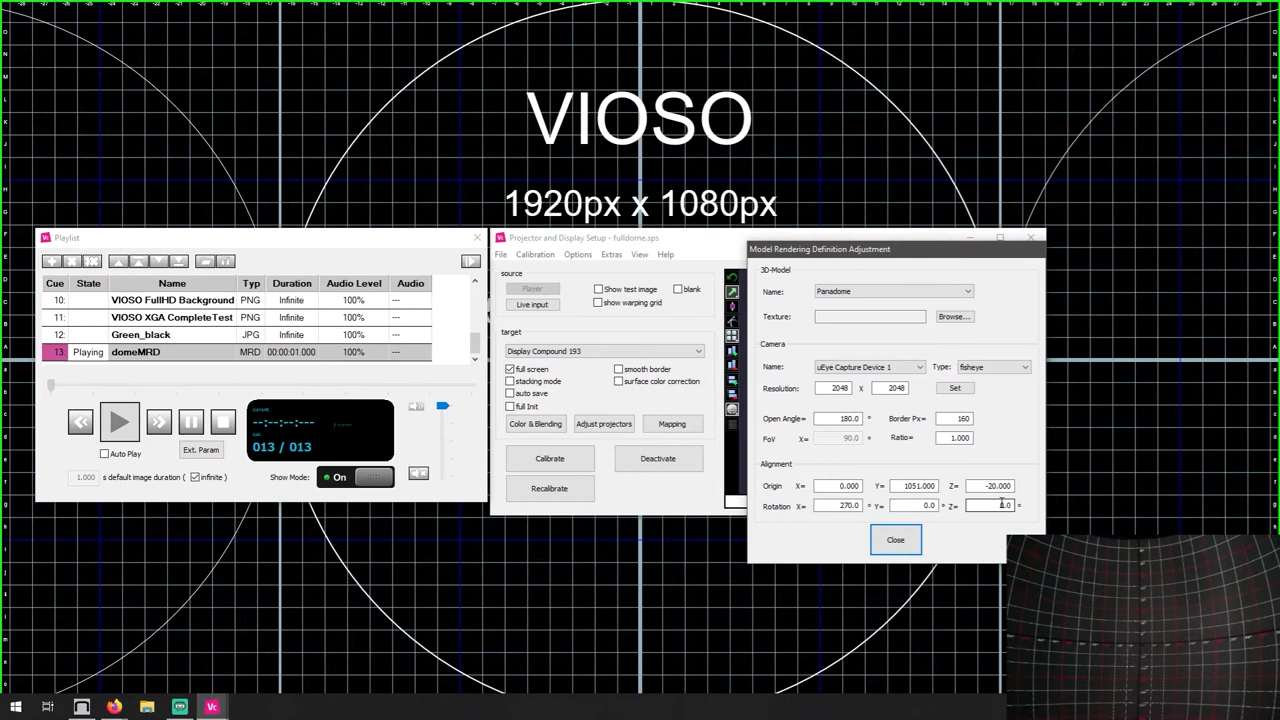 VIOSO
1920px x 1080px
Playlist
Cue State Name Typ Duration Audio Level Audio
10: VIOSO FullHD Background PNG Infinite 100% ---
11: VIOSO XGA CompleteTest PNG Infinite 100% ---
12: Green_black JPG Infinite 100% ---
13: Playing domeMRD MRD 00:00:01.000 100% ---
current:
--:--:--:---
cue:
013 / 013
Auto Play
Ext. Param
1.000 s default image duration ( infinite )
Show Mode: On
Projector and Display Setup - fulldome.sps
File Calibration Options Extras View Help
source
Player
Show test image
blank
Live input
show warping grid
target
Display Compound 193
full screen
smooth border
stacking mode
surface color correction
auto save
full Init
Color & Blending
Adjust projectors
Mapping
Calibrate
Deactivate
Recalibrate
Model Rendering Definition Adjustment
3D-Model
Name: Panadome
Texture:
Browse...
Camera
Name: uEye Capture Device 1 Type: fisheye
Resolution: 2048 X 2048 Set
Open Angle= 180.0 ° Border Px= 160
FoV X= 90.0 ° Ratio= 1.000
Alignment
Origin X= 0.000 Y= 1051.000 Z= -20.000
Rotation X= 270.0 ° Y= 0.0 ° Z= .0 °
Close
Vc